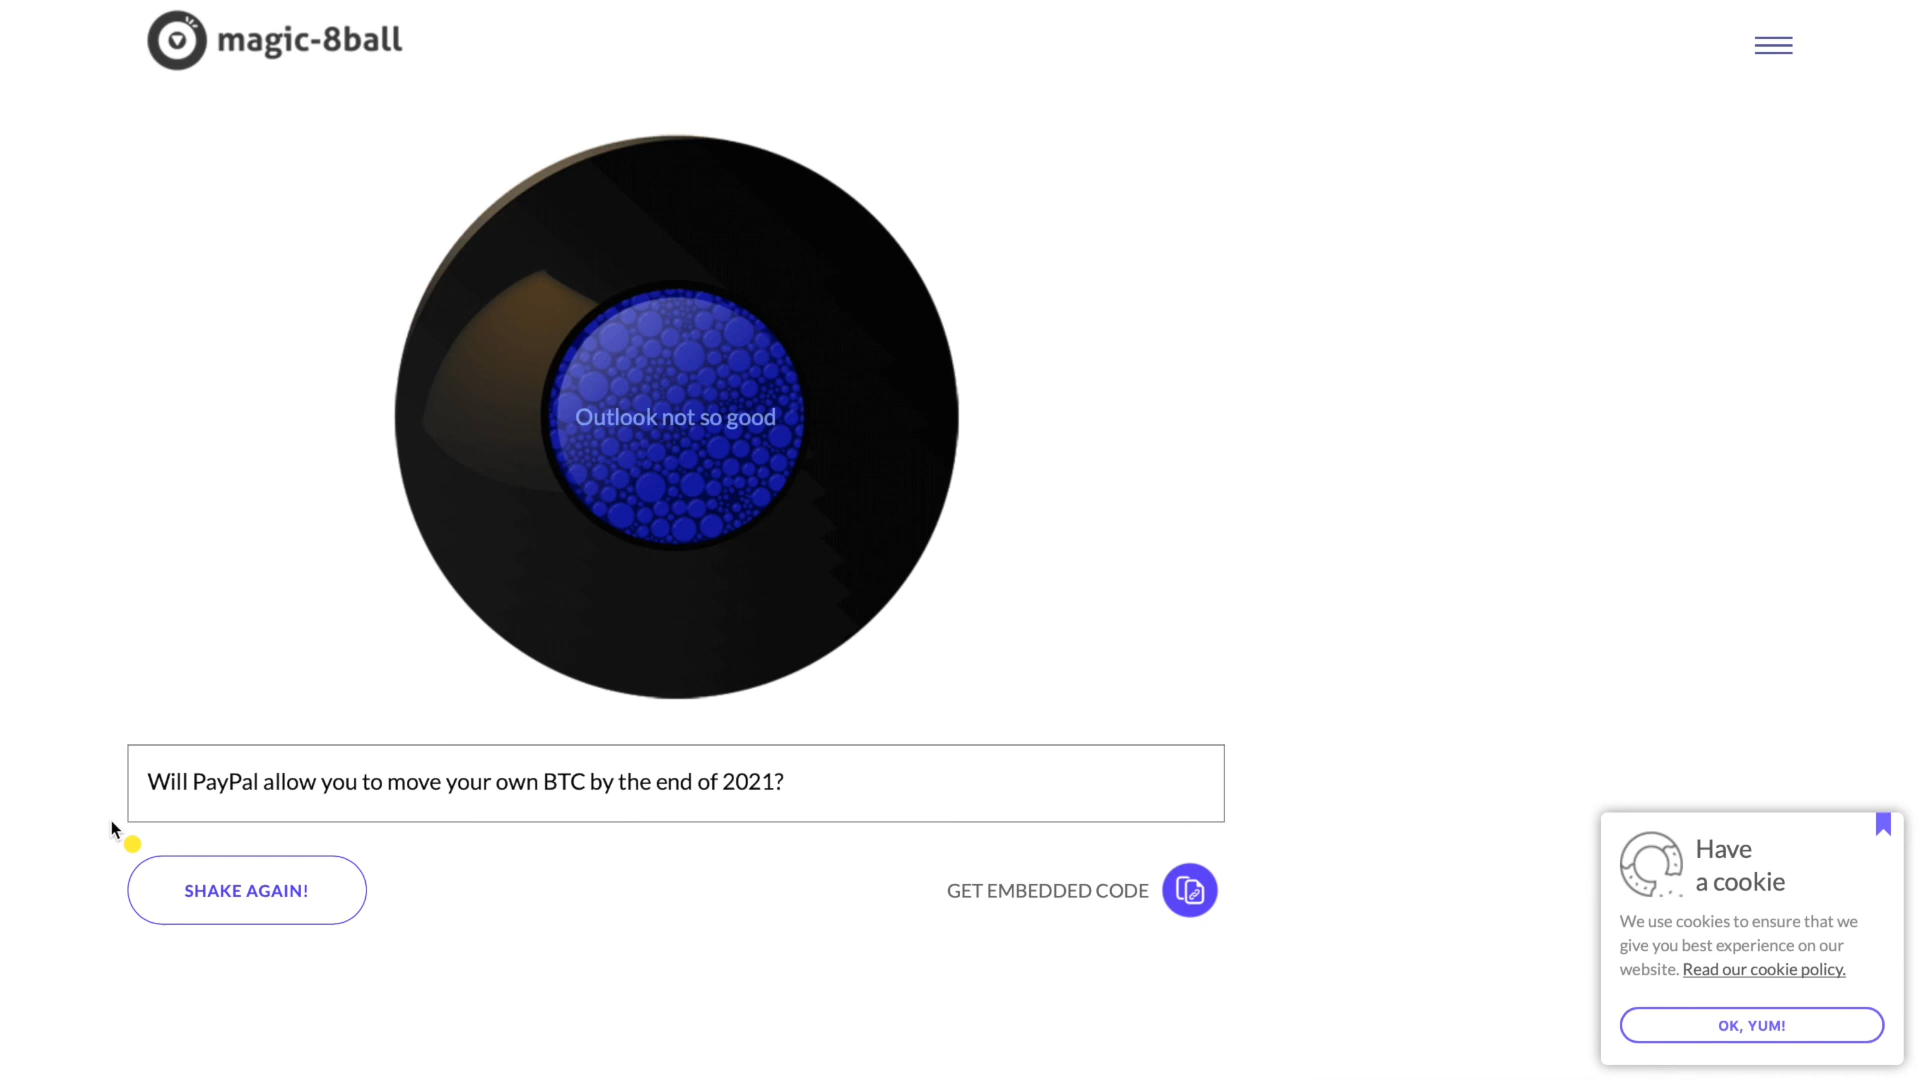 magic-8ball
Outlook not so good
Will PayPal allow you to move your own BTC by the end of 2021?
SHAKE AGAIN!
GET EMBEDDED CODE
Have
a cookie
We use cookies to ensure that we
give you best experience on our
website. Read our cookie policy.
OK, YUM!